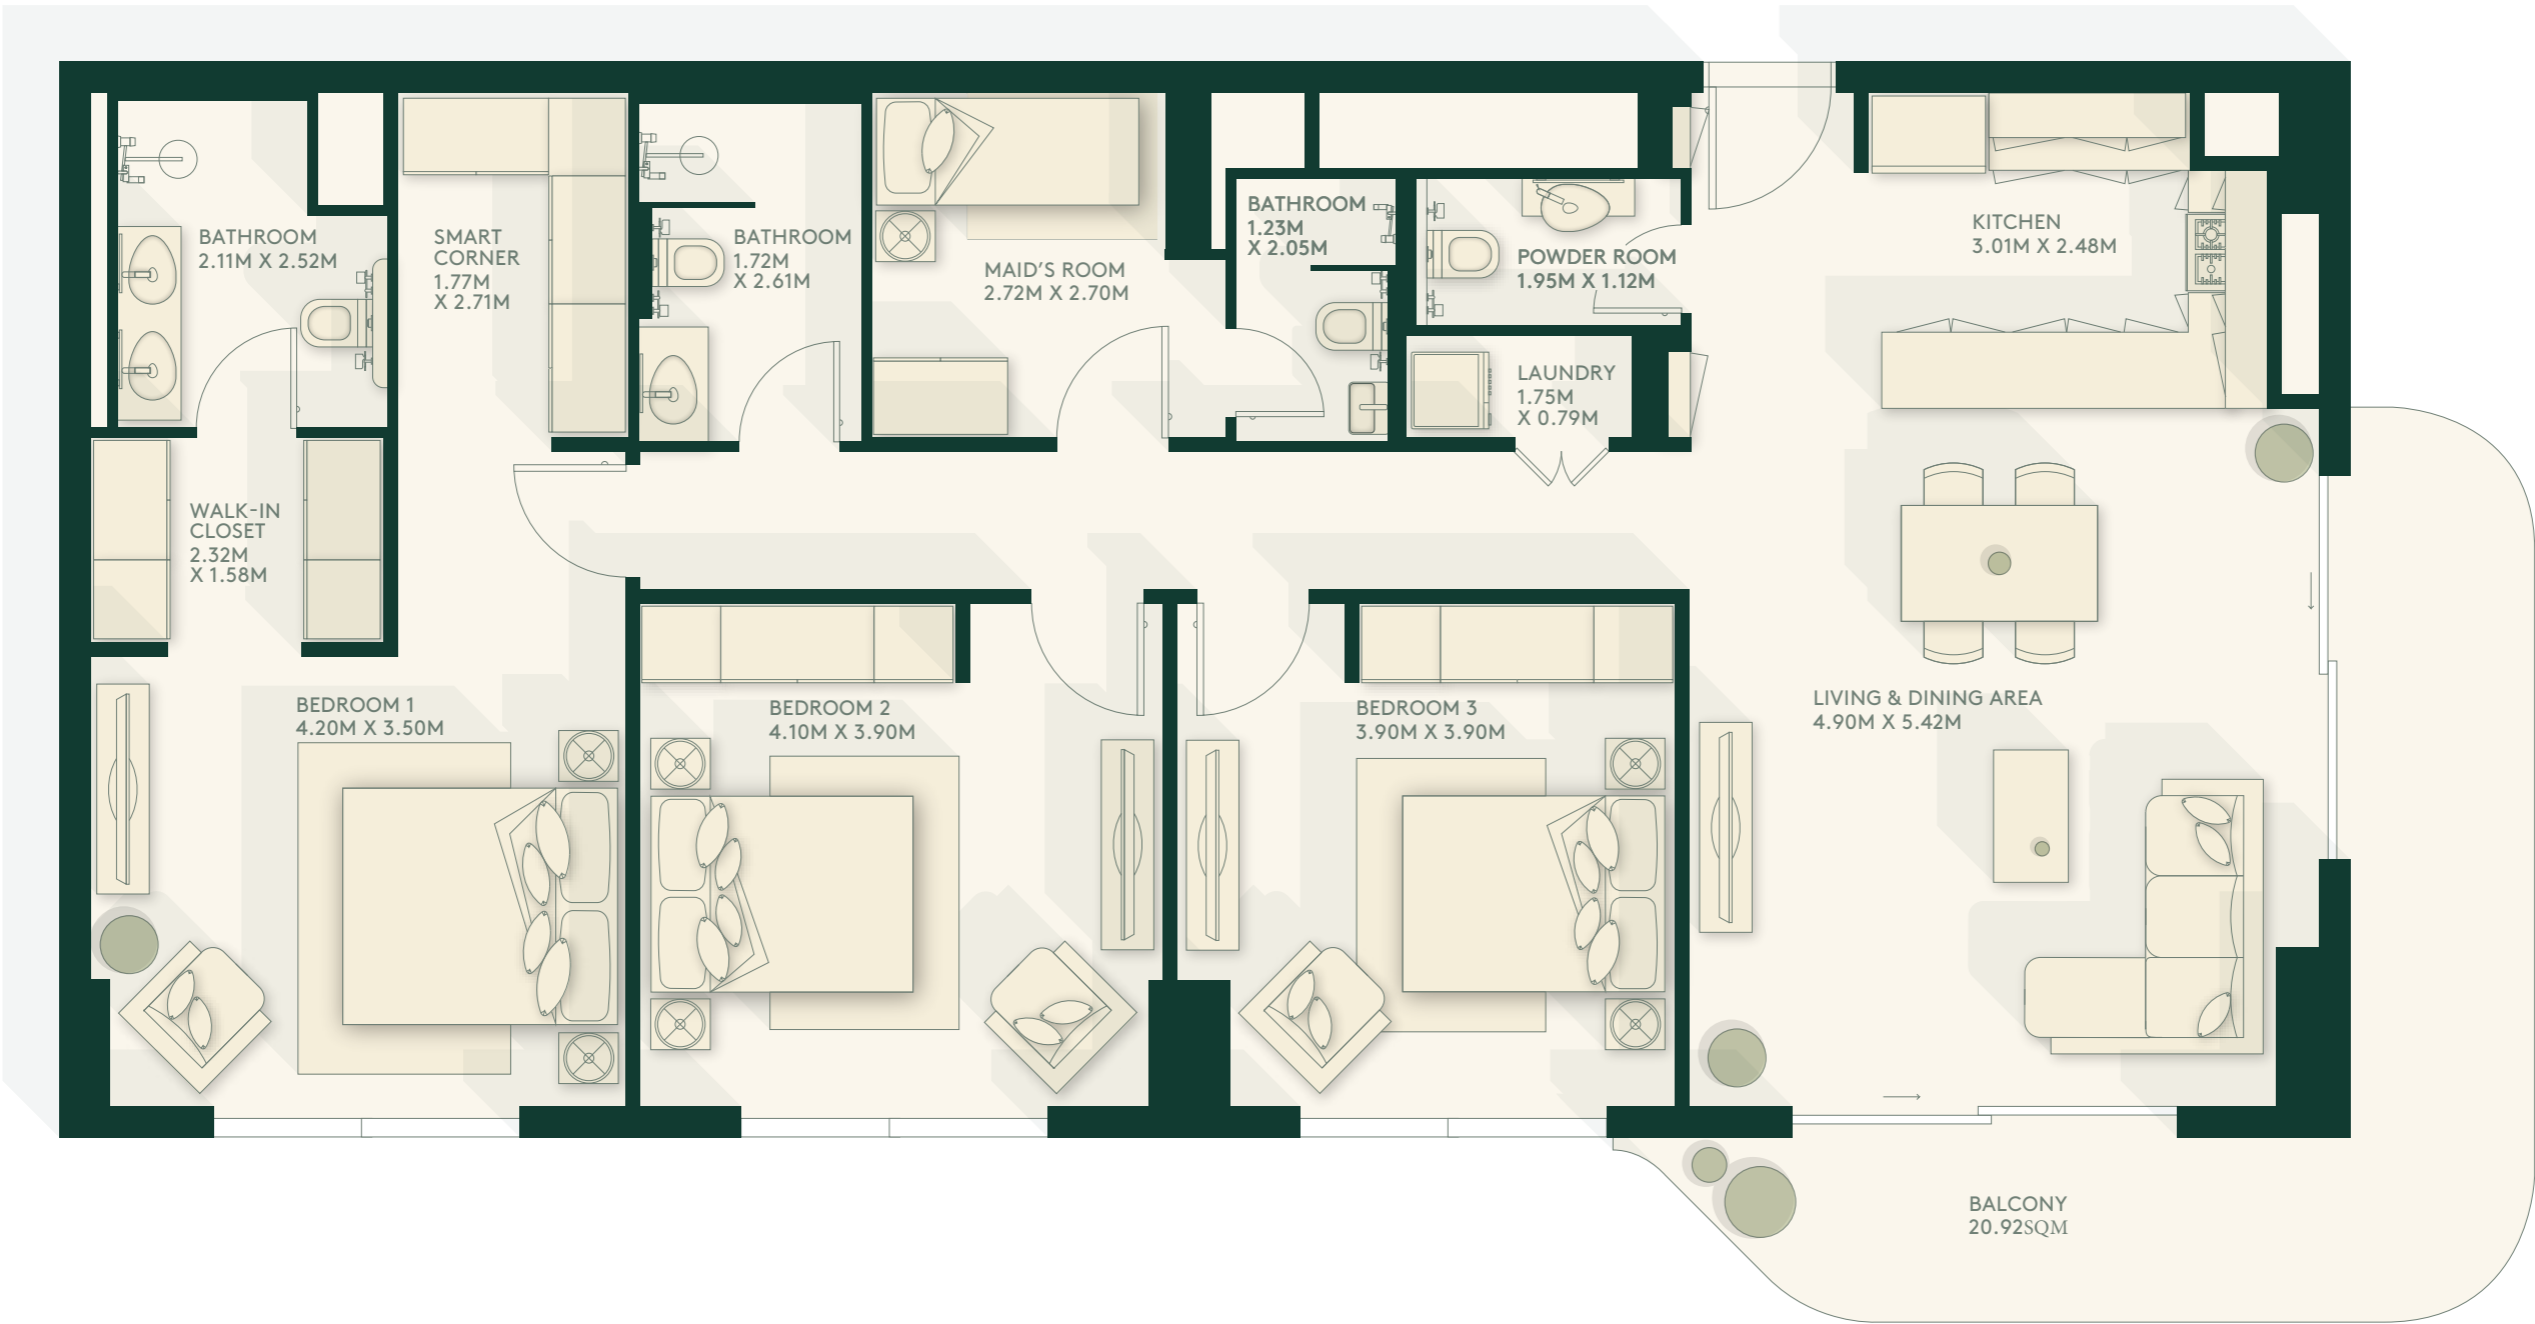 BATHROOM
2.11M X 2.52M
SMART
CORNER
1.77M
X 2.71M
BATHROOM
1.72M
X 2.61M
MAID'S ROOM
2.72M X 2.70M
BATHROOM
1.23M
X 2.05M
POWDER ROOM
1.95M X 1.12M
KITCHEN
3.01M X 2.48M
LAUNDRY
1.75M
X 0.79M
WALK-IN
CLOSET
2.32M
X 1.58M
BEDROOM 1
4.20M X 3.50M
BEDROOM 2
4.10M X 3.90M
BEDROOM 3
3.90M X 3.90M
LIVING & DINING AREA
4.90M X 5.42M
BALCONY
20.92SQM